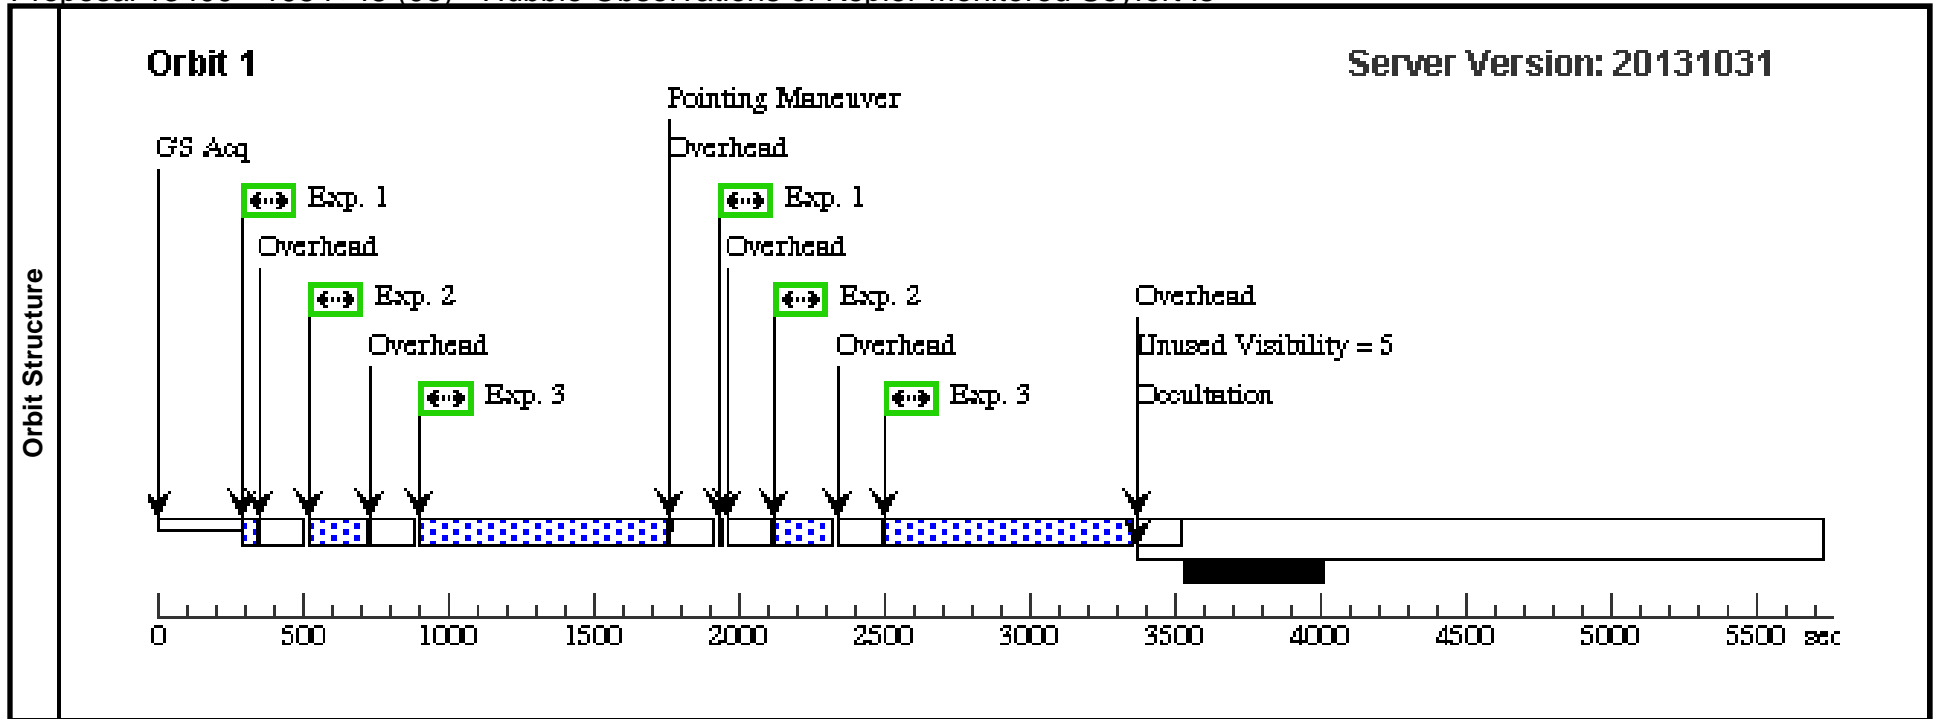 Orbit 1
Server Version: 20131031
Pointing Maneuver
GS Acq
Overhead
Exp. 1
Exp. 1
Overhead
Overhead
Exp. 2
Exp. 2
Overhead
Overhead
Overhead
Unused Visibility = 5
Exp. 3
Exp. 3
Occultation
Orbit Structure
0 500 1000 1500 2000 2500 3000 3500 4000 4500 5000 5500 sec